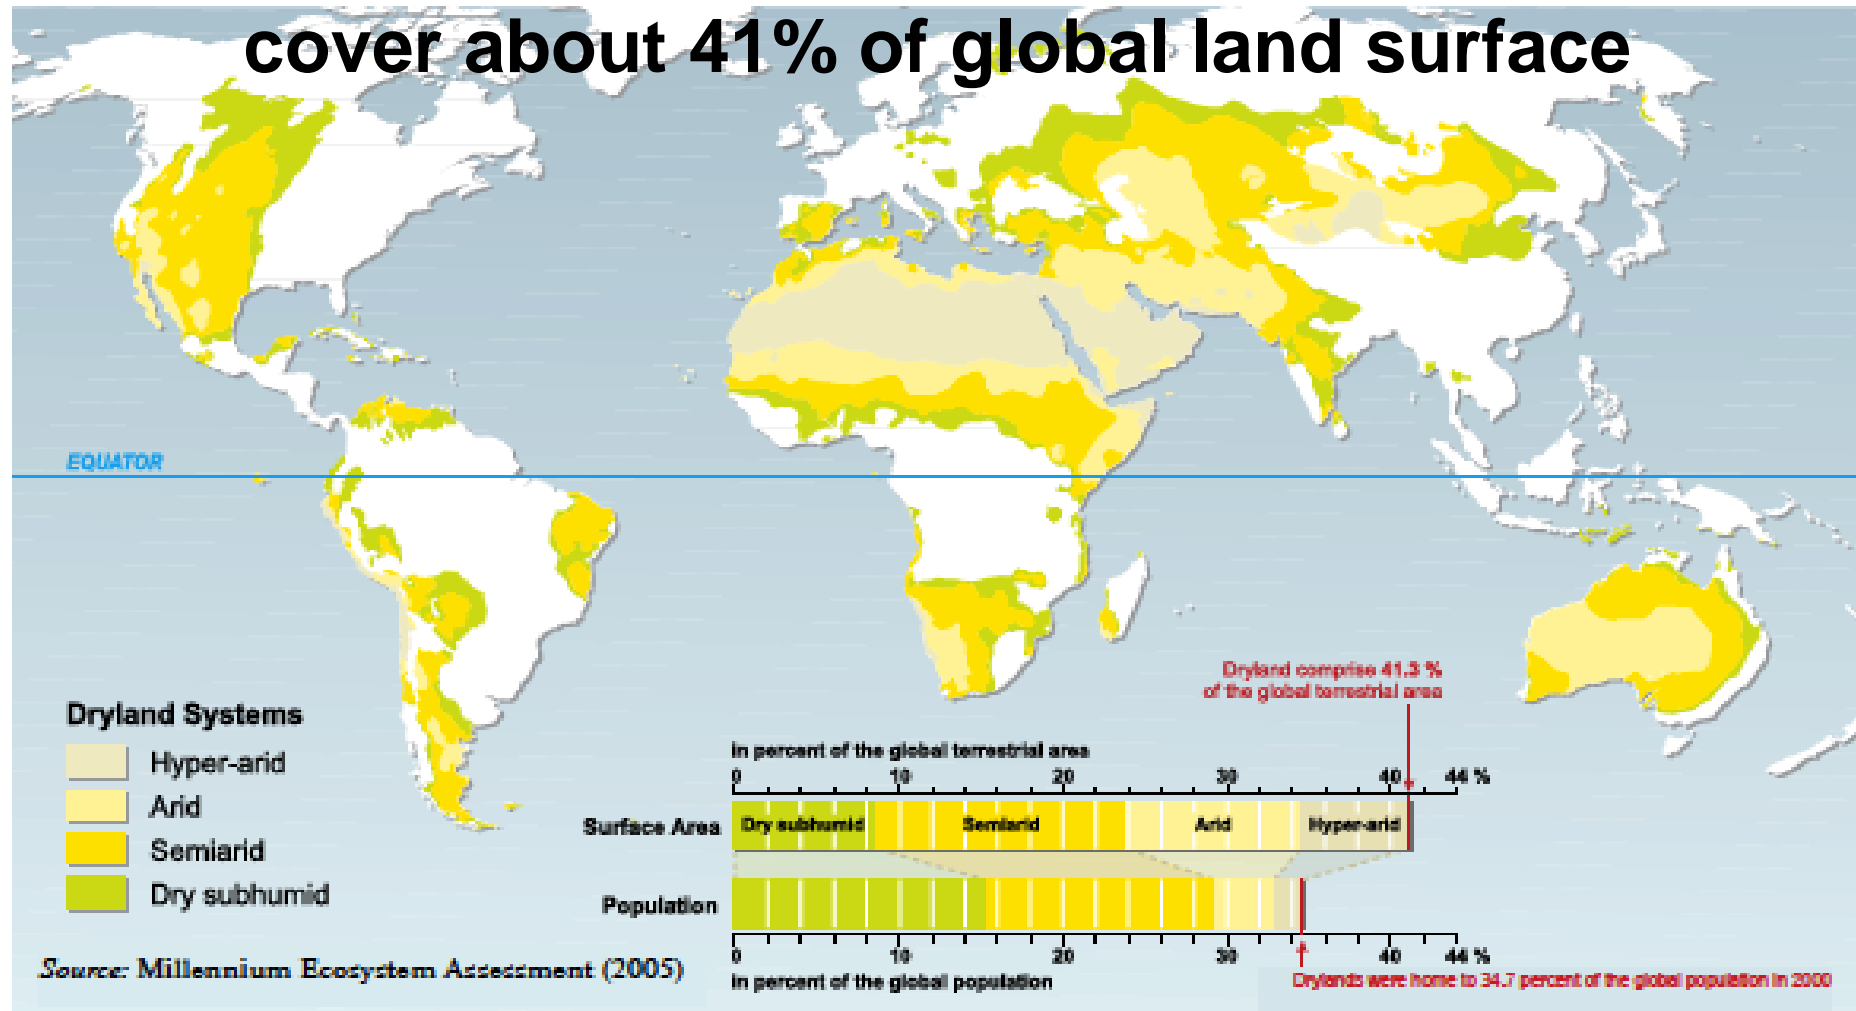 cover about 41% of global land surface
EQUATOR
Dryland comprise 41.3 %
of the global terrestrial area
Dryland Systems
Hyper-arid
Arid
Semiarid
Dry subhumid
In percent of the global terrestrial area
0 10 20 30 40 44 %
Surface Area Dry subhumid Semiarid Arid Hyper-arid
Population
0 10 20 30 40 44 %
In percent of the global population
Drylands were home to 34.7 percent of the global population in 2000
Source: Millennium Ecosystem Assessment (2005)